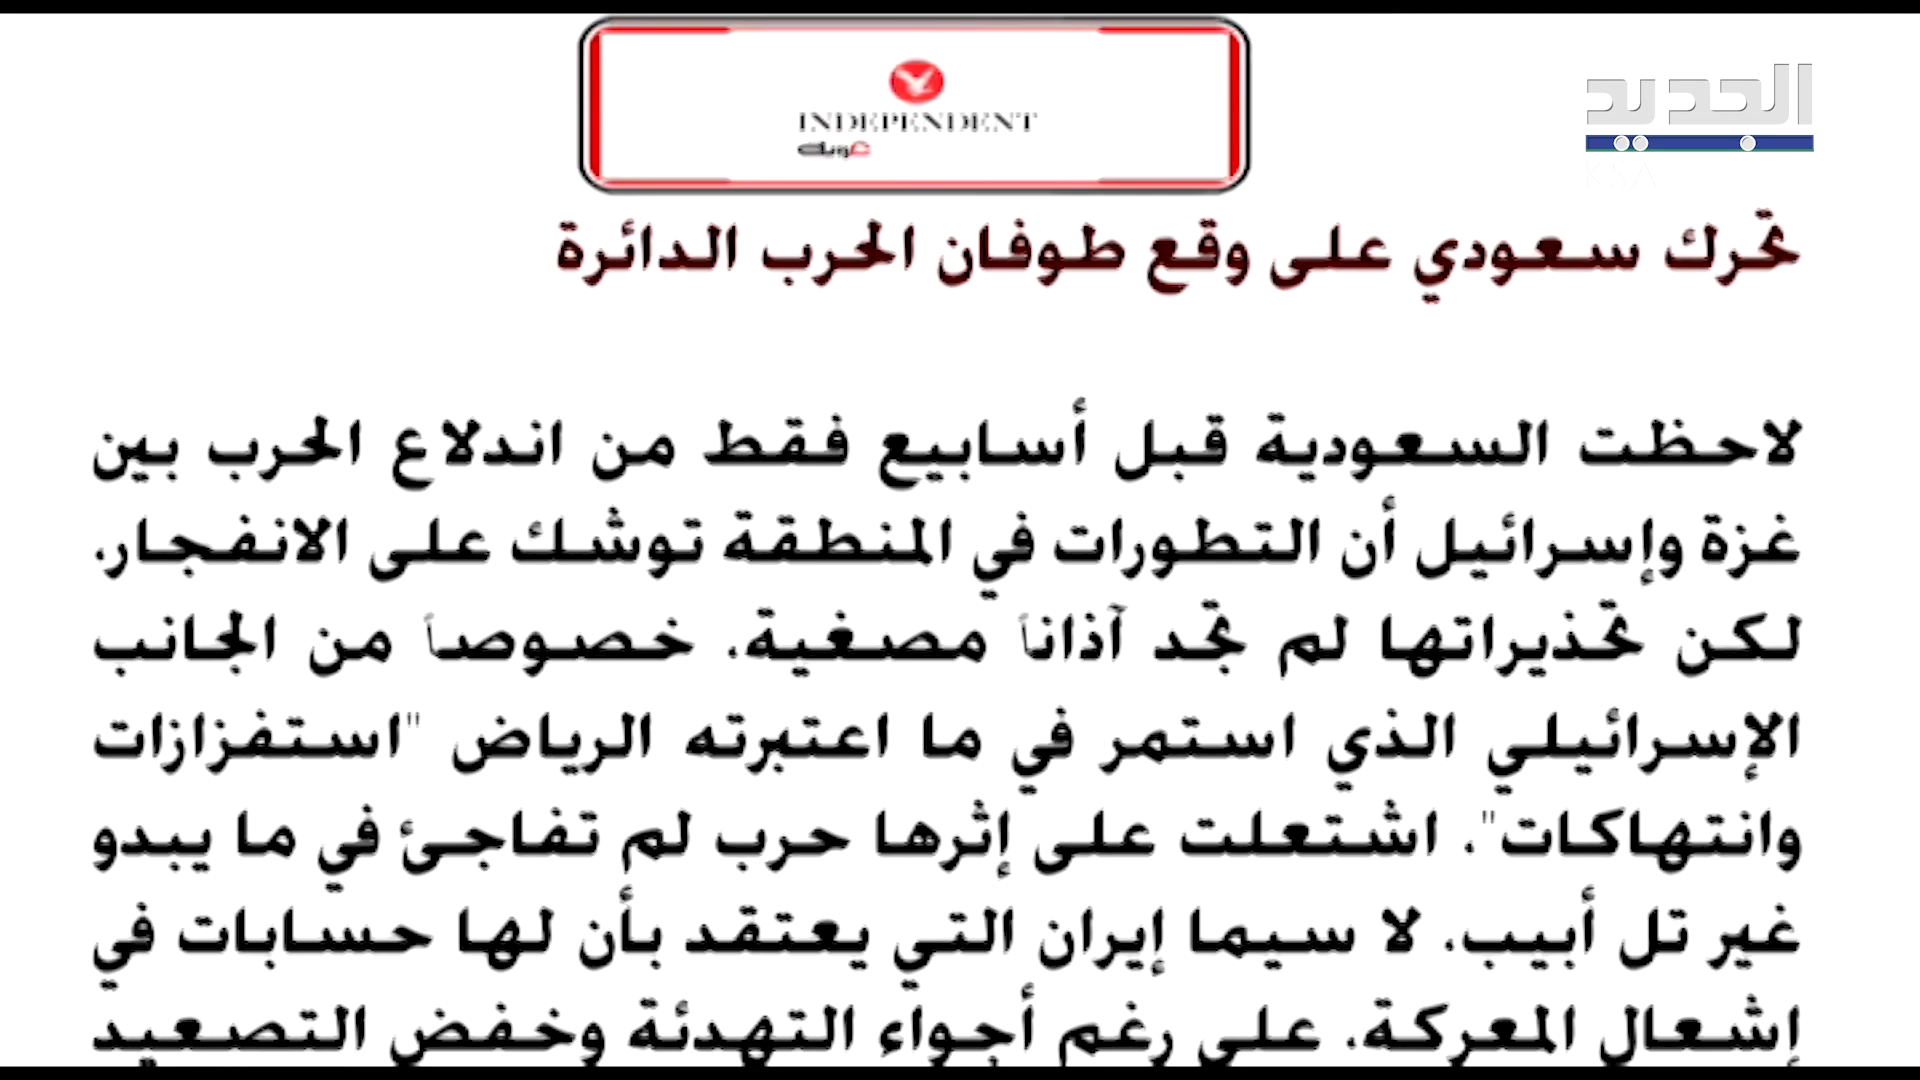 INDEPENDENT
عربية
الجديد
تحرك سعودي على وقع طوفان الحرب الدائرة
لاحظت السعودية قبل أسابيع فقط من اندلاع الحرب بين
غزة وإسرائيل أن التطورات في المنطقة توشك على الانفجار،
لكن تحذيراتها لم تجد آذاناً مصغية، خصوصاً من الجانب
الإسرائيلي الذي استمر في ما اعتبرته الرياض "استفزازات
وانتهاكات"، اشتعلت على إثرها حرب لم تفاجئ في ما يبدو
غير تل أبيب، لا سيما إيران التي يعتقد بأن لها حسابات في
إشعال المعركة، على رغم أجواء التهدئة وخفض التصعيد